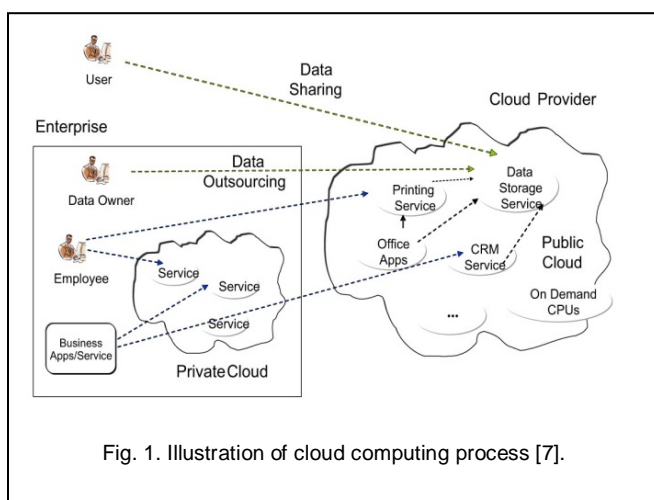 User
Data
Sharing
Cloud Provider
Enterprise
Data Owner
Data
Outsourcing
Printing
Service
Data
Storage
Service
Employee
Service
Service
Service
Office
Apps
CRM
Service
Public
Cloud
On Demand
CPUs
...
Business
Apps/Service
Private Cloud
Fig. 1. Illustration of cloud computing process [7].